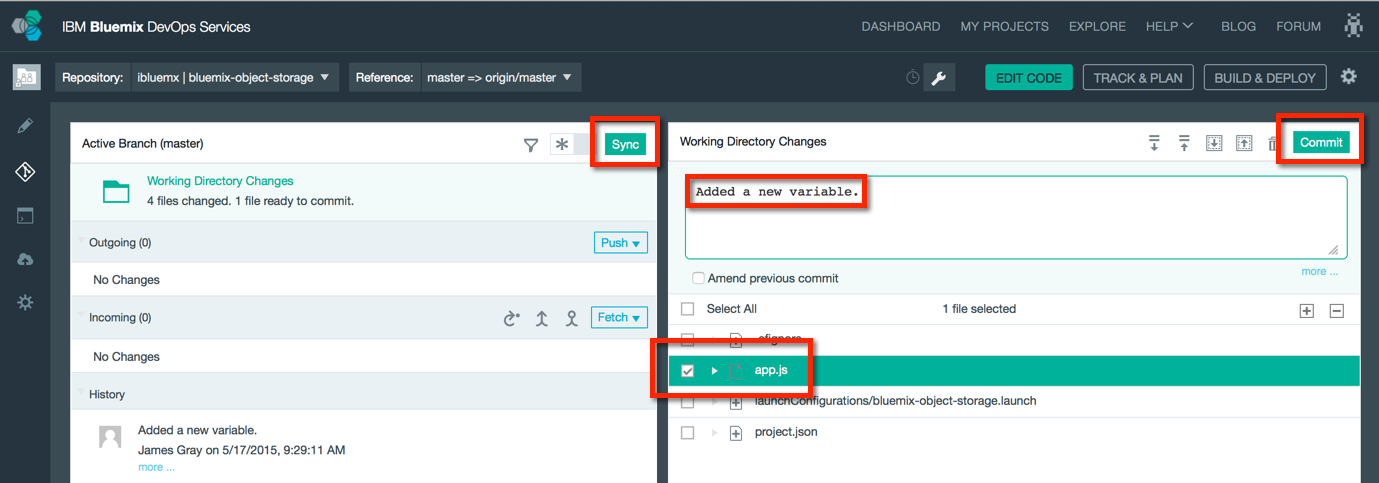 IBM Bluemix DevOps Services
DASHBOARD MY PROJECTS EXPLORE HELP BLOG FORUM
Repository: ibluemx | bluemix-object-storage Reference: master => origin/master EDIT CODE TRACK & PLAN BUILD & DEPLOY
Active Branch (master) Sync
Working Directory Changes
4 files changed. 1 file ready to commit.
Outgoing (0) Push
No Changes
Incoming (0) Fetch
No Changes
History
Added a new variable.
James Gray on 5/17/2015, 9:29:11 AM
more ...
Working Directory Changes Commit
Added a new variable.
more ...
Amend previous commit
Select All 1 file selected
app.js
launchConfigurations/bluemix-object-storage.launch
project.json